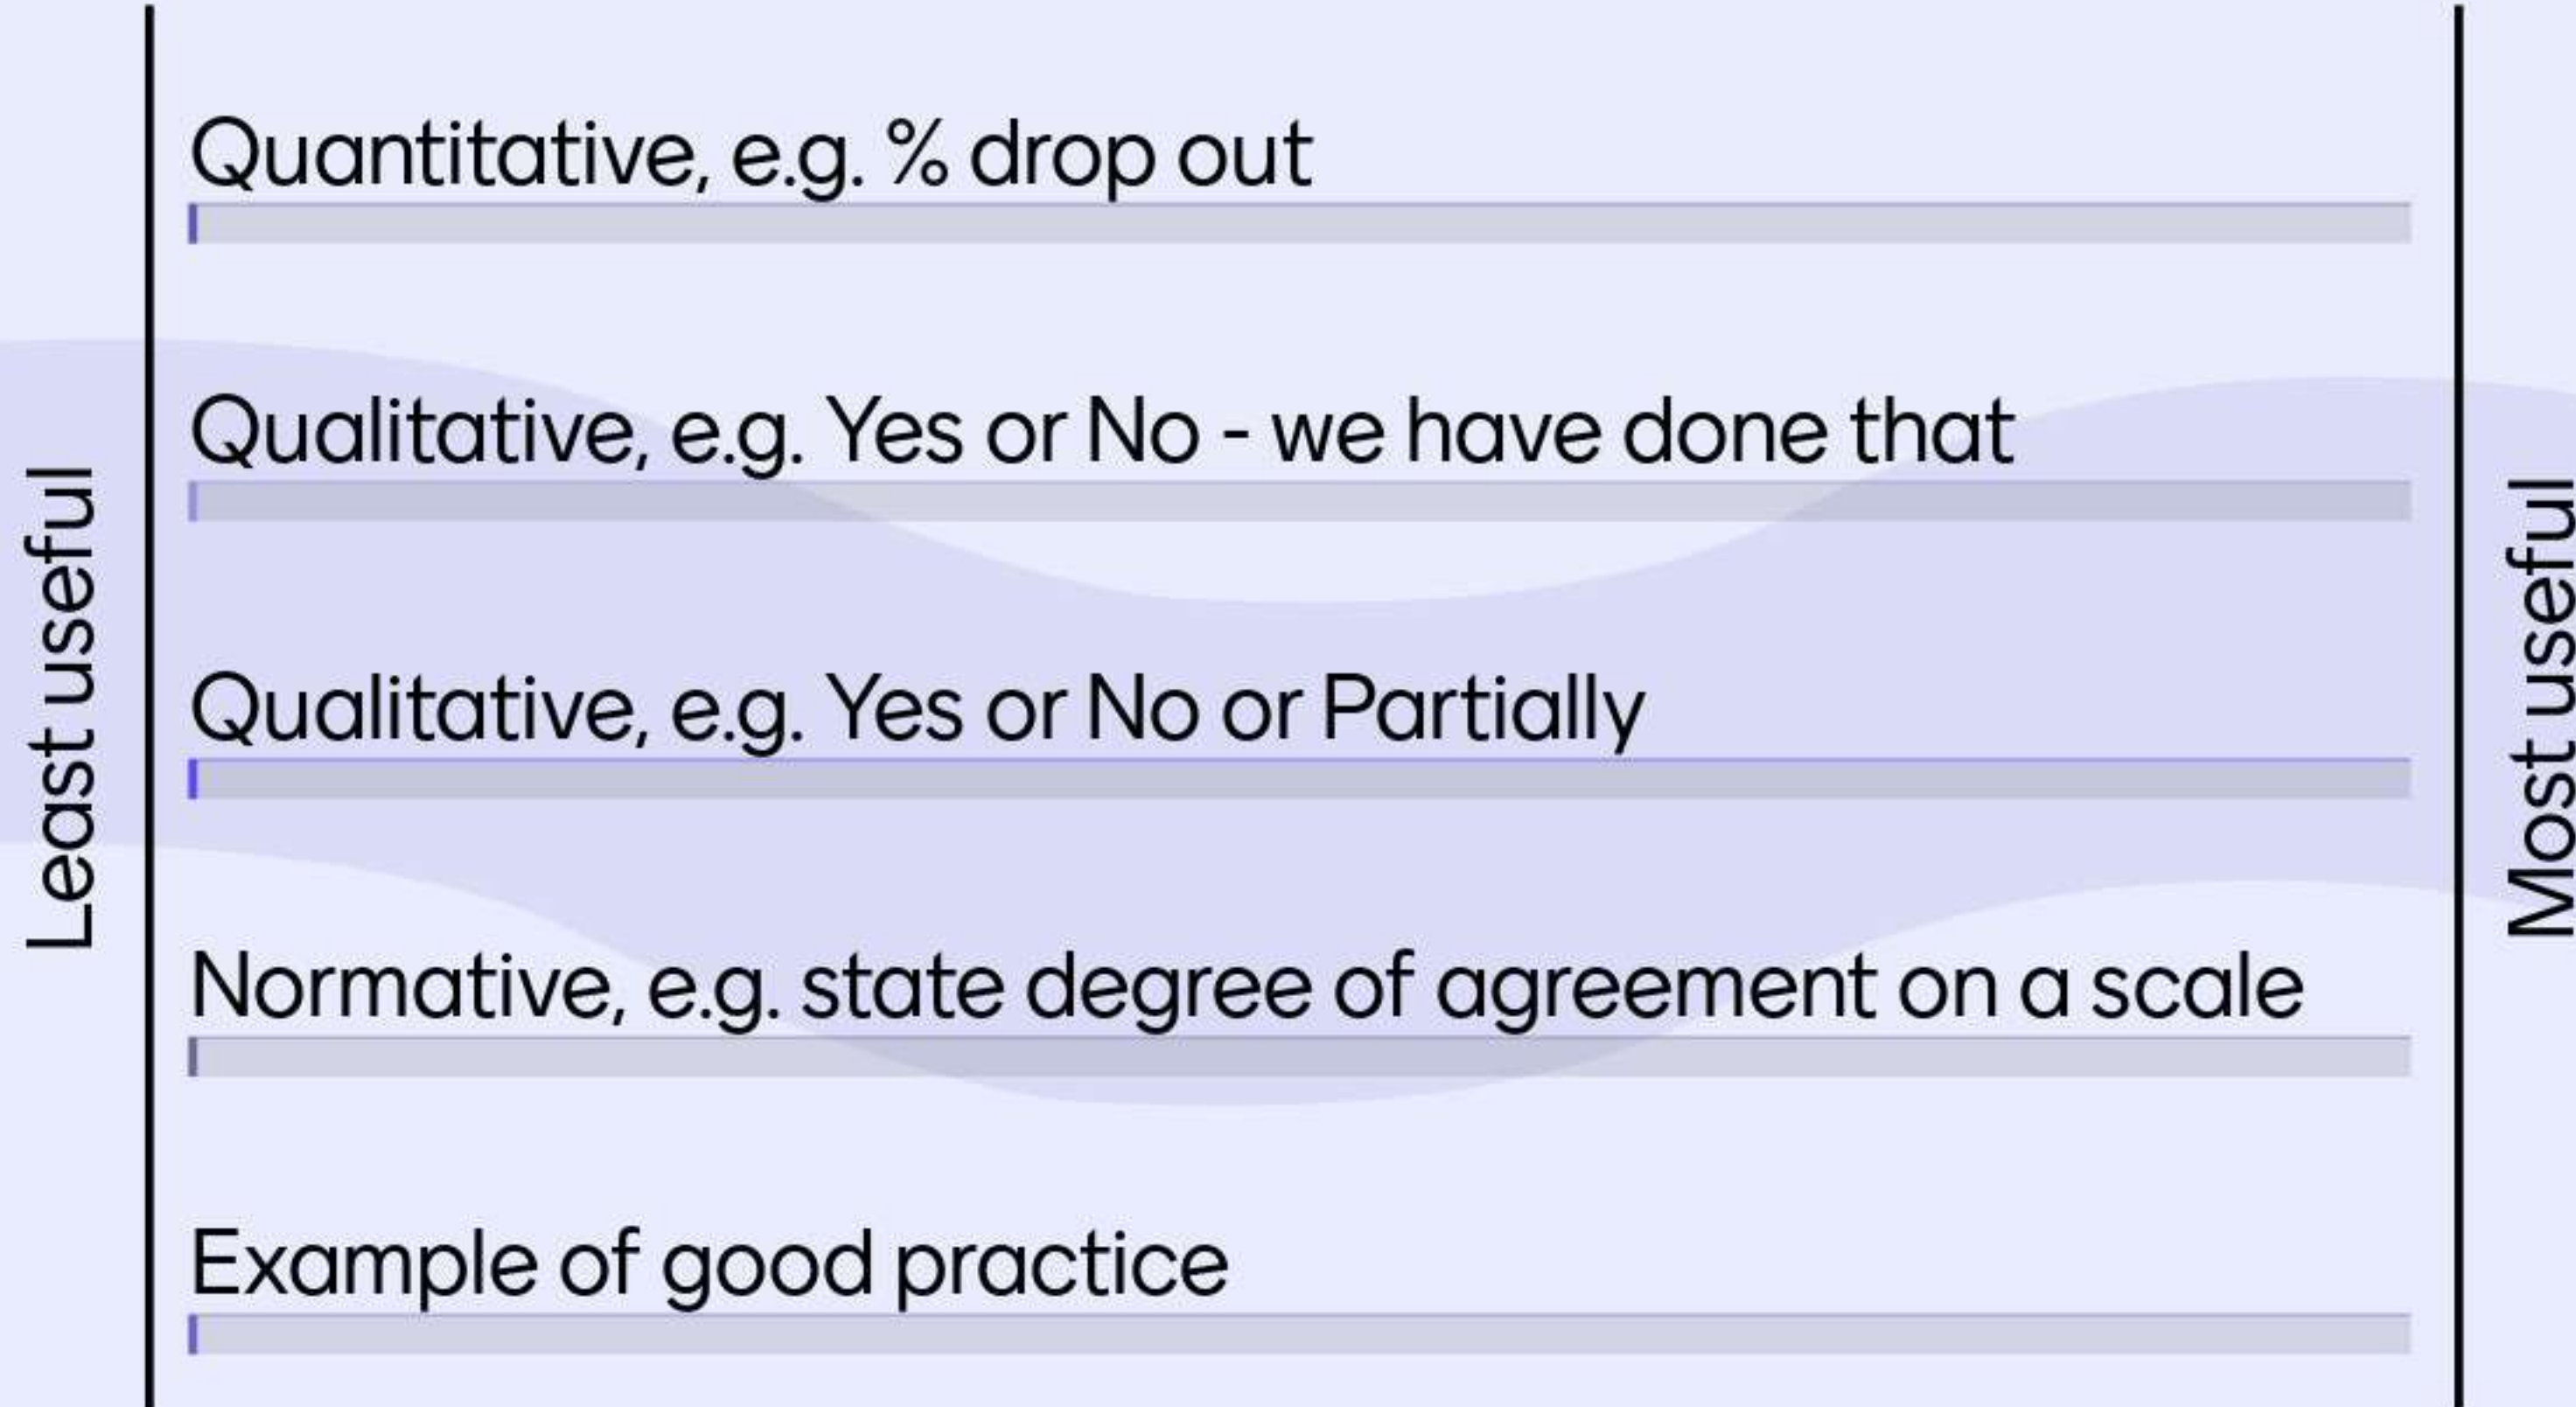 Quantitative, e.g. % drop out
Qualitative, e.g. Yes or No - we have done that
Qualitative, e.g. Yes or No or Partially
Normative, e.g. state degree of agreement on a scale
Example of good practice
Least useful
Most useful